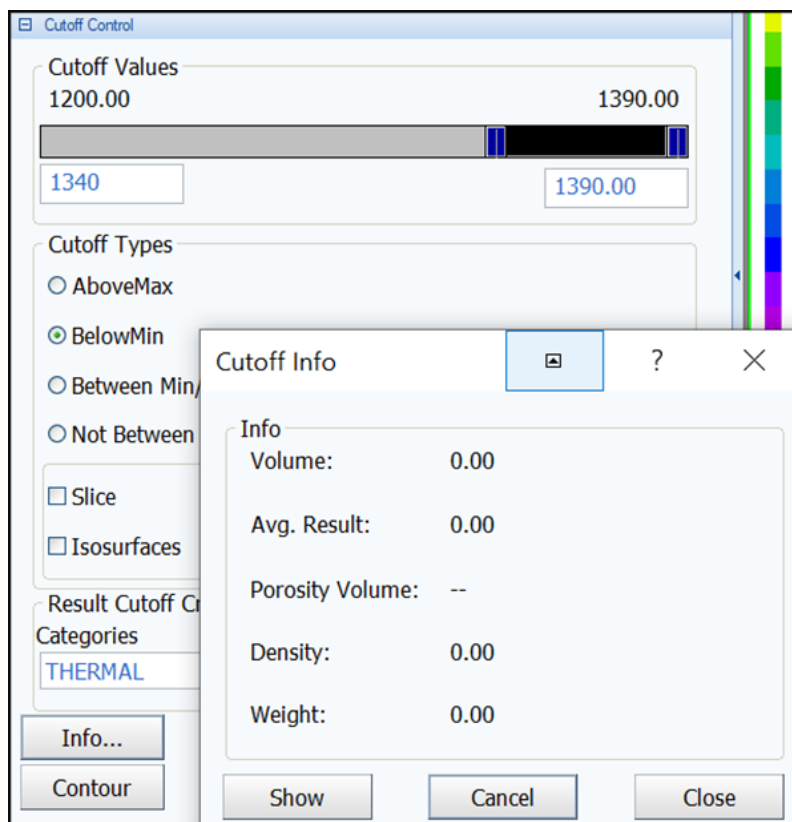 Cutoff Control
Cutoff Values
1200.00 1390.00
1340 1390.00
Cutoff Types
AboveMax
BelowMin
Between Min/
Not Between
Slice
Isosurfaces
Result Cutoff Cr
Categories
THERMAL
Info...
Contour
Cutoff Info ?
Info
Volume: 0.00
Avg. Result: 0.00
Porosity Volume: --
Density: 0.00
Weight: 0.00
Show Cancel Close